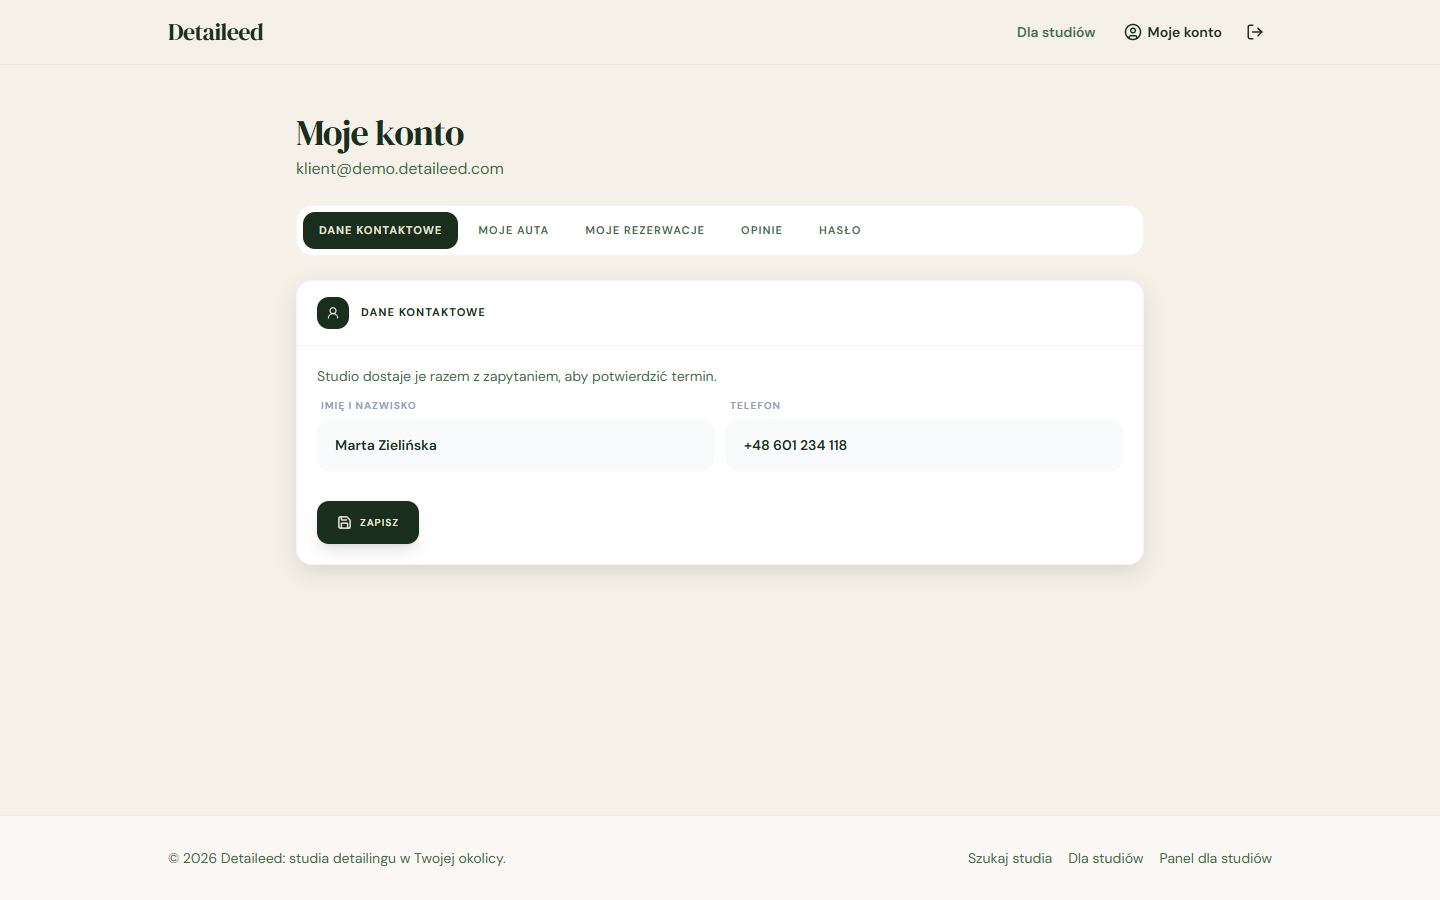 Detaileed
Dla studiów
Moje konto
Moje konto
klient@demo.detaileed.com
DANE KONTAKTOWE
MOJE AUTA
MOJE REZERWACJE
OPINIE
HASŁO
DANE KONTAKTOWE
Studio dostaje je razem z zapytaniem, aby potwierdzić termin.
IMIĘ I NAZWISKO
TELEFON
Marta Zielińska
+48 601 234 118
ZAPISZ
© 2026 Detaileed: studia detailingu w Twojej okolicy.
Szukaj studia
Dla studiów
Panel dla studiów